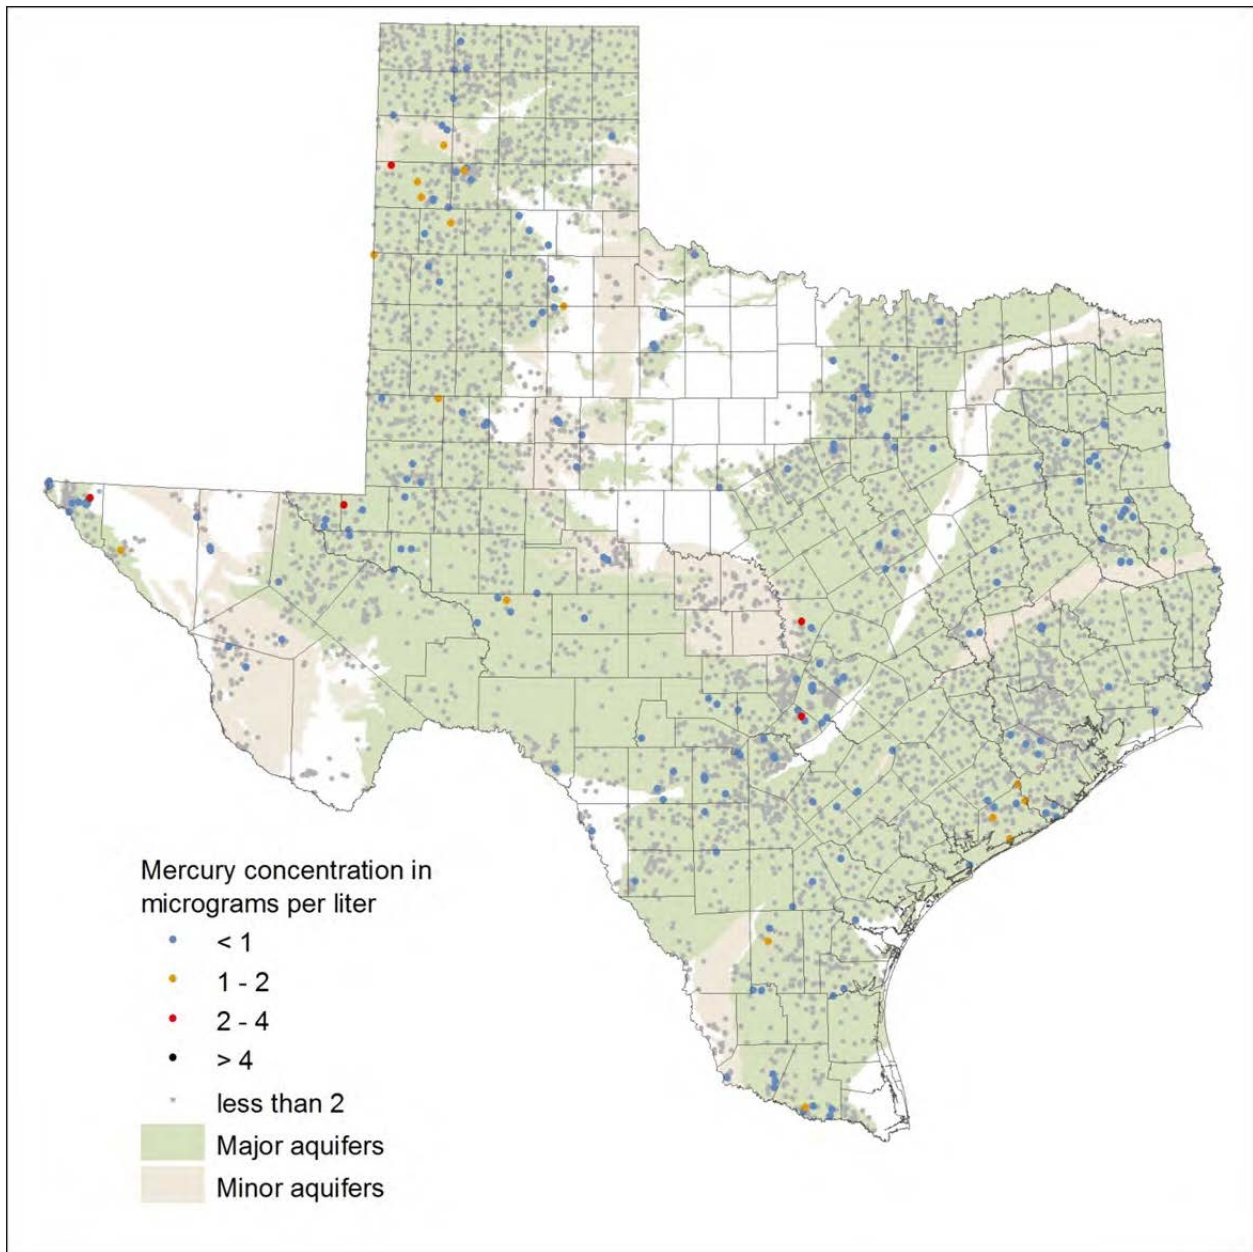 Mercury concentration in
micrograms per liter
< 1
1 - 2
2 - 4
> 4
less than 2
Major aquifers
Minor aquifers